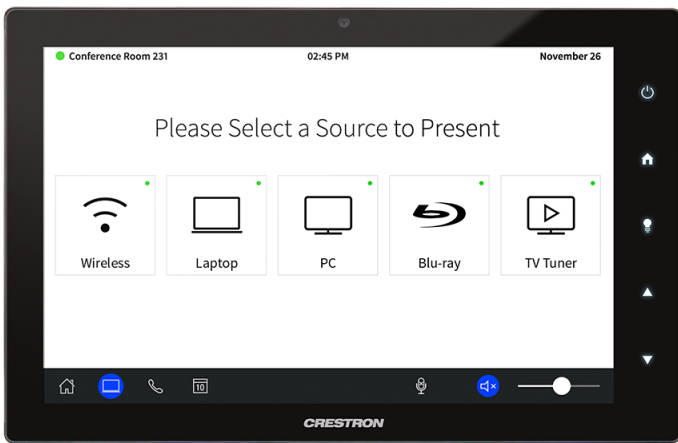 Conference Room 231
02:45 PM
November 26
Please Select a Source to Present
Wireless
Laptop
PC
Blu-ray
TV Tuner
10
CRESTRON